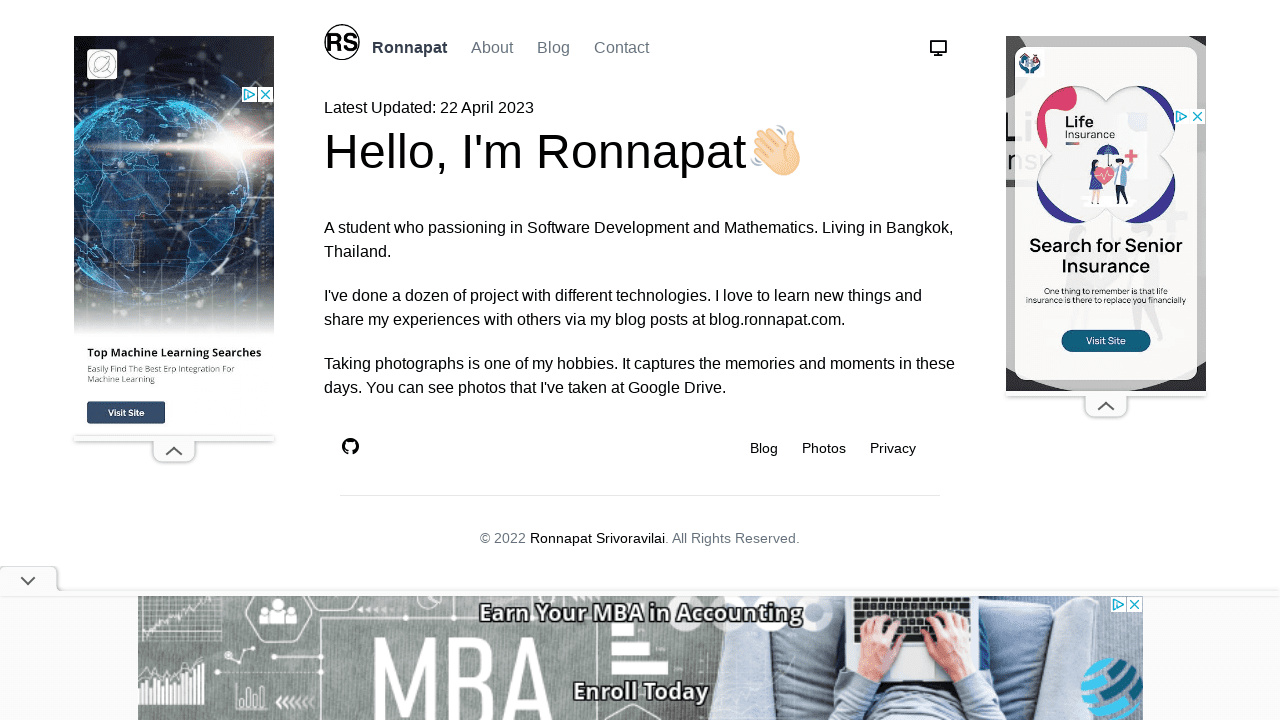 RS Ronnapat About Blog Contact
Latest Updated: 22 April 2023
Hello, I'm Ronnapat
A student who passioning in Software Development and Mathematics. Living in Bangkok,
Thailand.
I've done a dozen of project with different technologies. I love to learn new things and
share my experiences with others via my blog posts at blog.ronnapat.com.
Taking photographs is one of my hobbies. It captures the memories and moments in these
days. You can see photos that I've taken at Google Drive.
Blog Photos Privacy
© 2022 Ronnapat Srivoravilai. All Rights Reserved.
Top Machine Learning Searches
Easily Find The Best Erp Integration For
Machine Learning
Visit Site
Life
Insurance
Search for Senior
Insurance
One thing to remember is that life
insurance is there to replace you financially
Visit Site
Earn Your MBA in Accounting
MBA
Enroll Today